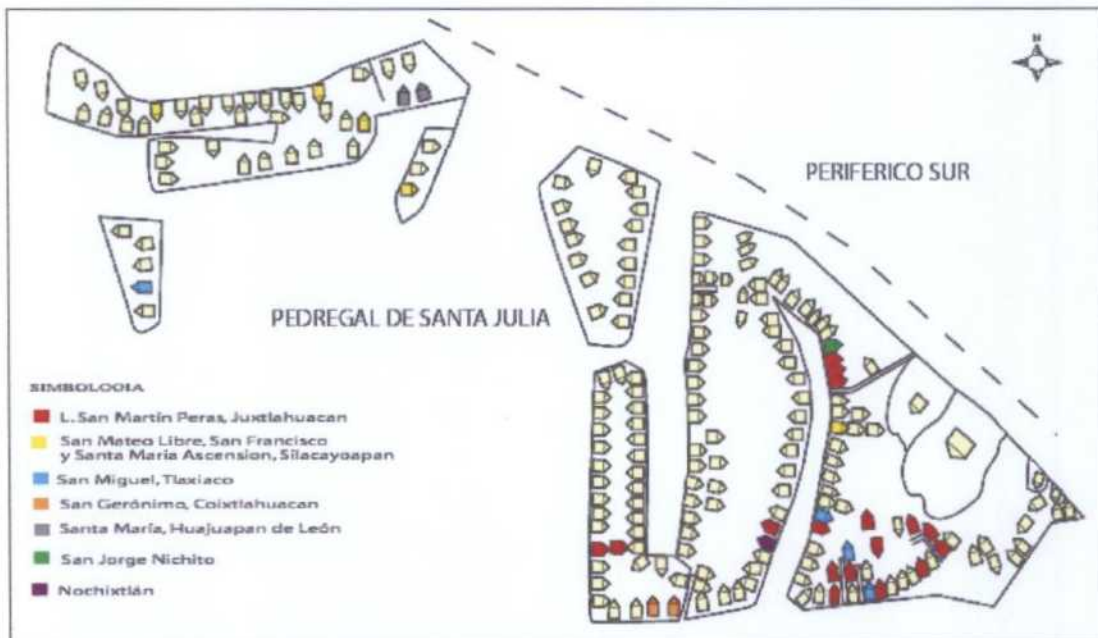 N
PERIFERICO SUR
PEDREGAL DE SANTA JULIA
SIMBOLOGIA
L. San Martín Peras, Juxtlahuacan
San Mateo Libre, San Francisco
y Santa Maria Ascension, Silacayoapan
San Miguel, Tlaxiaco
San Gerónimo, Coixtlahuacan
Santa María, Huajuapan de León
San Jorge Nichito
Nochixtlán